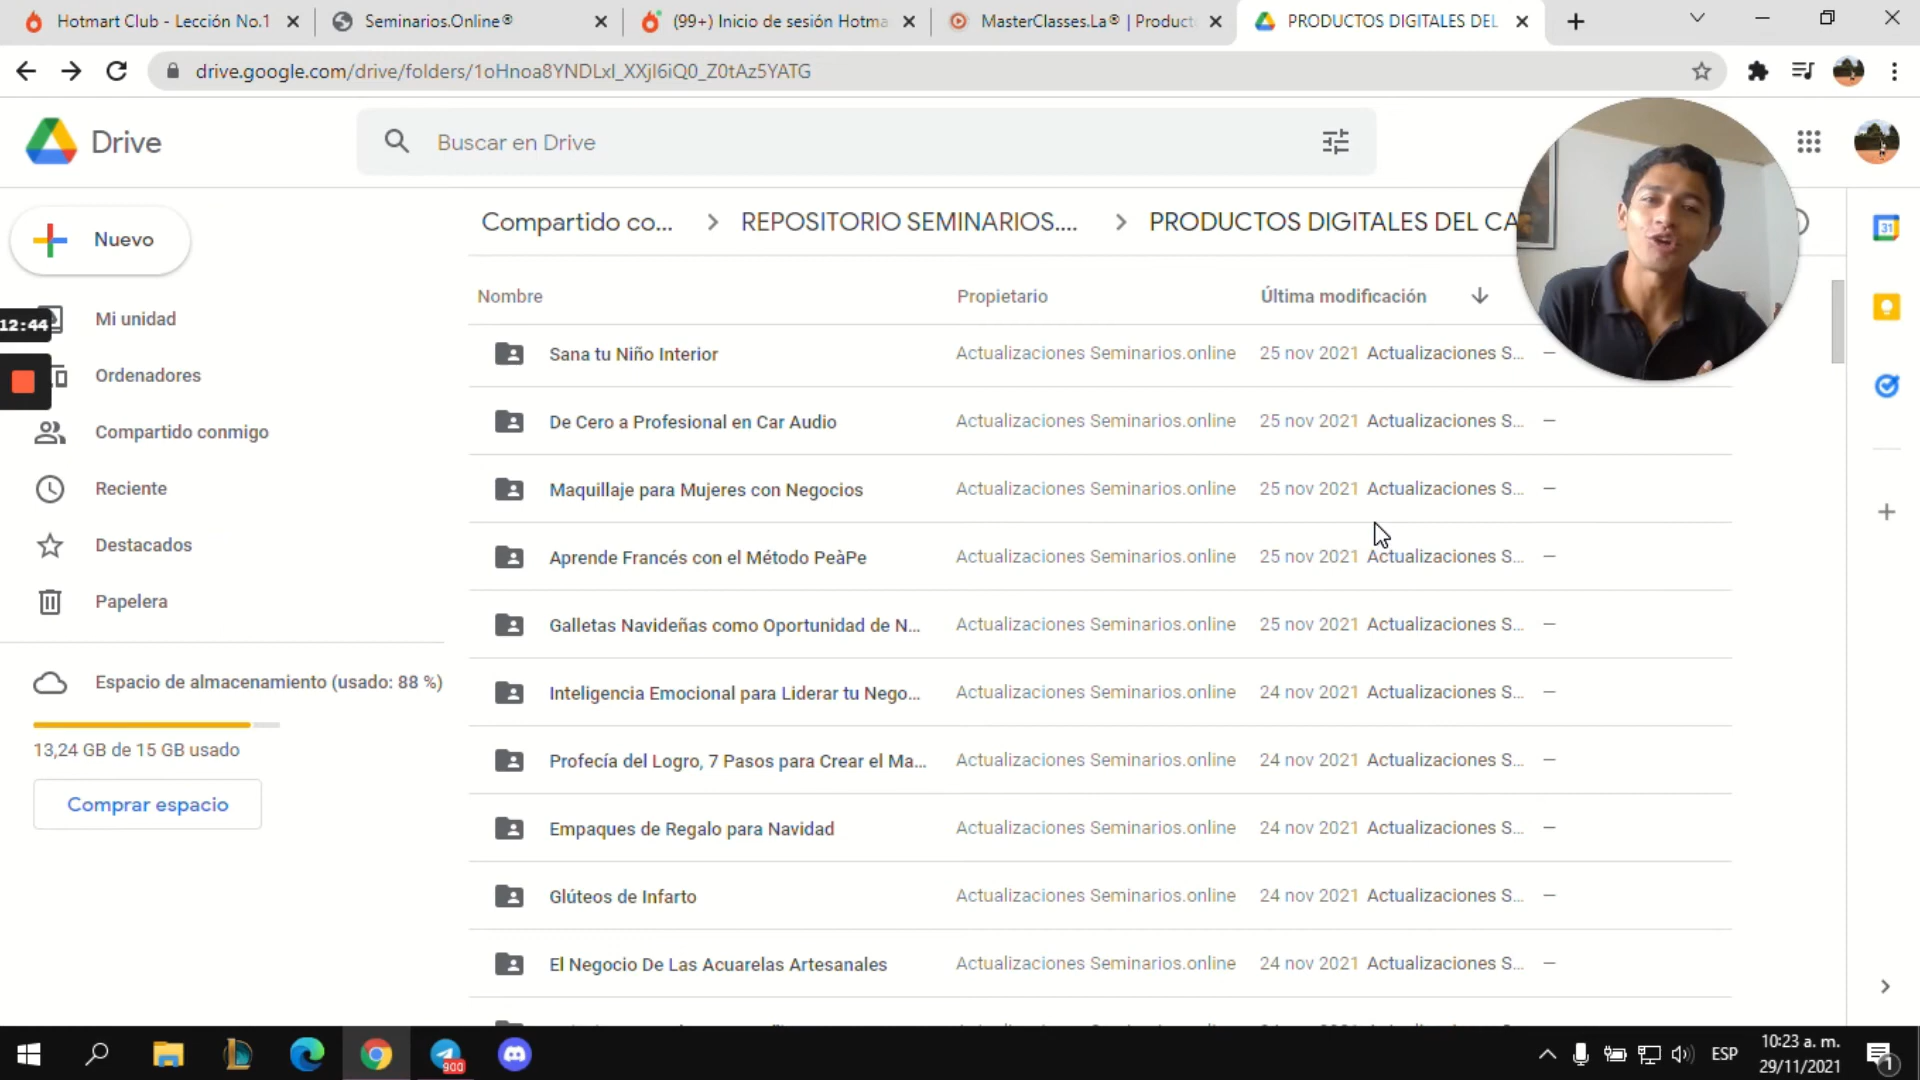 Hotmart Club - Lección No.1
Seminarios.Online®
(99+) Inicio de sesión Hotma
MasterClasses.La® | Product
PRODUCTOS DIGITALES DEL
drive.google.com/drive/folders/1oHnoa8YNDLxI_XXjI6iQ0_Z0tAz5YATG
Drive
Buscar en Drive
Nuevo
Compartido co...
REPOSITORIO SEMINARIOS....
PRODUCTOS DIGITALES DEL CA
31
Nombre
Propietario
Última modificación
12:44
Mi unidad
Ordenadores
Compartido conmigo
Reciente
Destacados
Papelera
Espacio de almacenamiento (usado: 88 %)
13,24 GB de 15 GB usado
Comprar espacio
Sana tu Niño Interior Actualizaciones Seminarios.online 25 nov 2021 Actualizaciones S... —
De Cero a Profesional en Car Audio Actualizaciones Seminarios.online 25 nov 2021 Actualizaciones S... —
Maquillaje para Mujeres con Negocios Actualizaciones Seminarios.online 25 nov 2021 Actualizaciones S... —
Aprende Francés con el Método PeàPe Actualizaciones Seminarios.online 25 nov 2021 Actualizaciones S... —
Galletas Navideñas como Oportunidad de N... Actualizaciones Seminarios.online 25 nov 2021 Actualizaciones S... —
Inteligencia Emocional para Liderar tu Nego... Actualizaciones Seminarios.online 24 nov 2021 Actualizaciones S... —
Profecía del Logro, 7 Pasos para Crear el Ma... Actualizaciones Seminarios.online 24 nov 2021 Actualizaciones S... —
Empaques de Regalo para Navidad Actualizaciones Seminarios.online 24 nov 2021 Actualizaciones S... —
Glúteos de Infarto Actualizaciones Seminarios.online 24 nov 2021 Actualizaciones S... —
El Negocio De Las Acuarelas Artesanales Actualizaciones Seminarios.online 24 nov 2021 Actualizaciones S... —
900
ESP
10:23 a. m.
29/11/2021
1